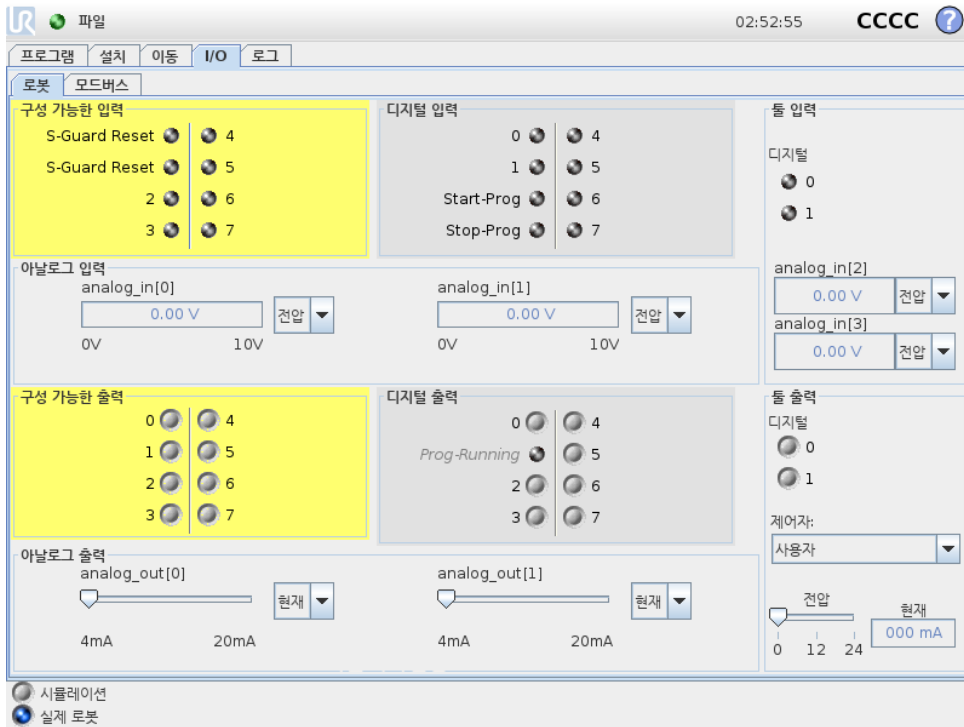 UR 파일 02:52:55 CCCC ?
프로그램 설치 이동 I/O 로그
로봇 모드버스
구성 가능한 입력
S-Guard Reset 4
S-Guard Reset 5
2 6
3 7
디지털 입력
0 4
1 5
Start-Prog 6
Stop-Prog 7
툴 입력
디지털
0
1
아날로그 입력
analog_in[0]
0.00 V 전압
0V 10V
analog_in[1]
0.00 V 전압
0V 10V
analog_in[2]
0.00 V 전압
analog_in[3]
0.00 V 전압
구성 가능한 출력
0 4
1 5
2 6
3 7
디지털 출력
0 4
Prog-Running 5
2 6
3 7
툴 출력
디지털
0
1
제어자:
사용자
아날로그 출력
analog_out[0]
현재
4mA 20mA
analog_out[1]
현재
4mA 20mA
전압 현재
000 mA
0 12 24
시뮬레이션
실제 로봇